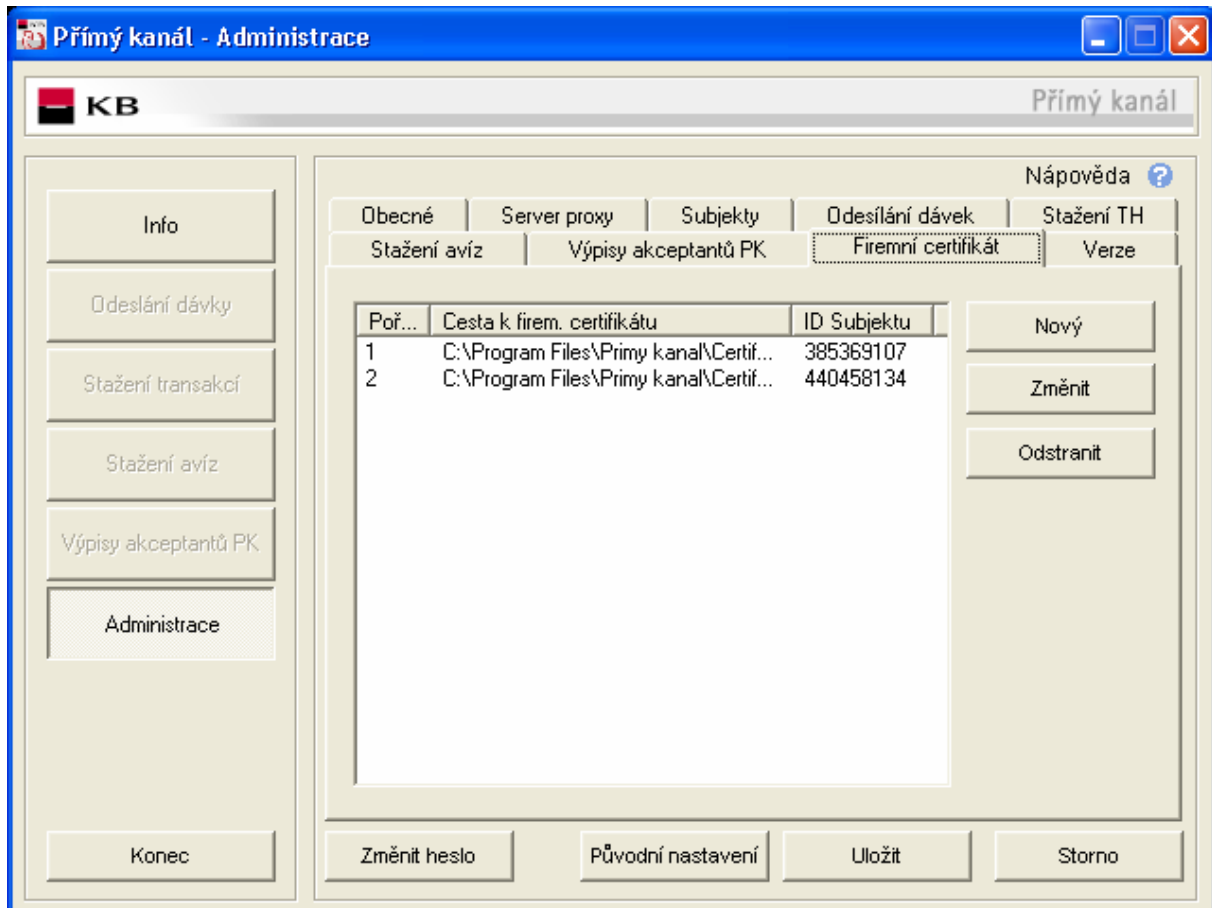 Přímý kanál - Administrace
KB
Přímý kanál
Info
Odeslání dávky
Stažení transakcí
Stažení avíz
Výpisy akceptantů PK
Administrace
Konec
Nápověda
Obecné Server proxy Subjekty Odesílání dávek Stažení TH
Stažení avíz Výpisy akceptantů PK Firemní certifikát Verze
Poř... Cesta k firem. certifikátu ID Subjektu
1 C:\Program Files\Primy kanal\Certif... 385369107
2 C:\Program Files\Primy kanal\Certif... 440458134
Nový
Změnit
Odstranit
Změnit heslo Původní nastavení Uložit Storno